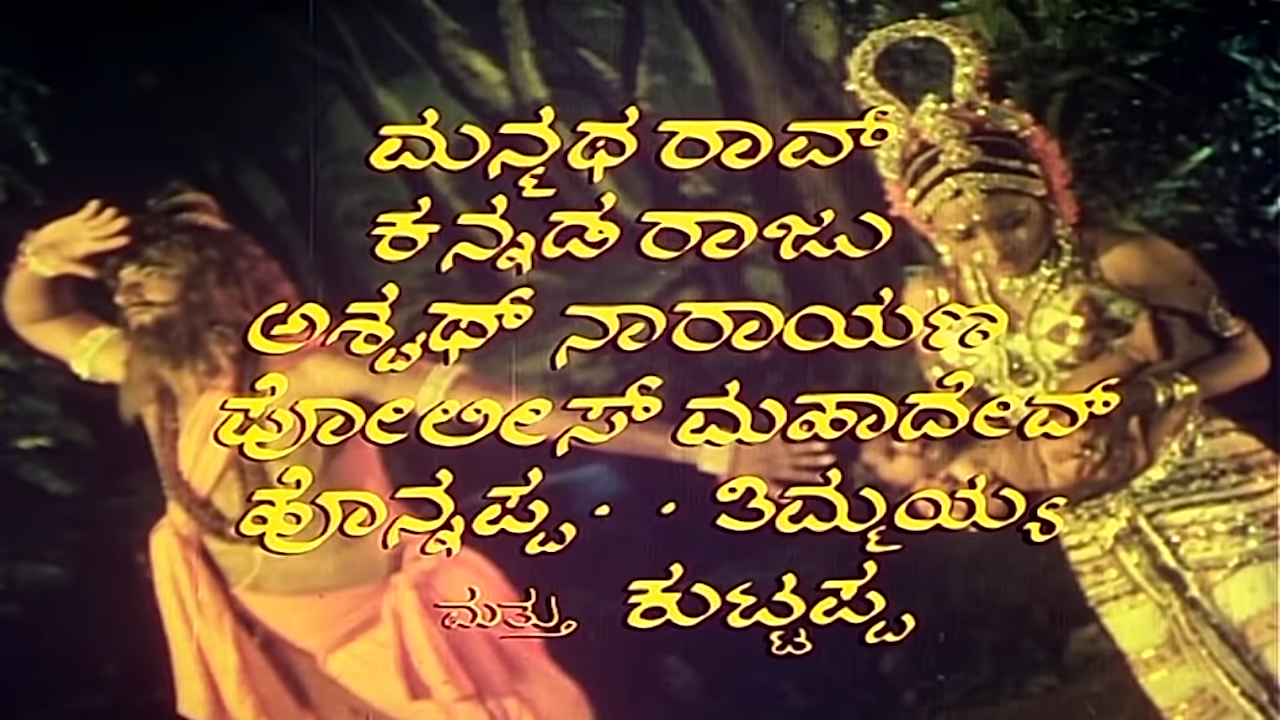 ಮನ್ಮಥ ರಾವ್
ಕನ್ನಡ ರಾಜು
ಅಶ್ವಥ್ ನಾರಾಯಣ
ಪೋಲೀಸ್ ಮಹಾದೇವ್
ಹೊನ್ನಪ್ಪ . . ತಿಮ್ಮಯ್ಯ
ಮತ್ತು ಕುಟ್ಟಪ್ಪ